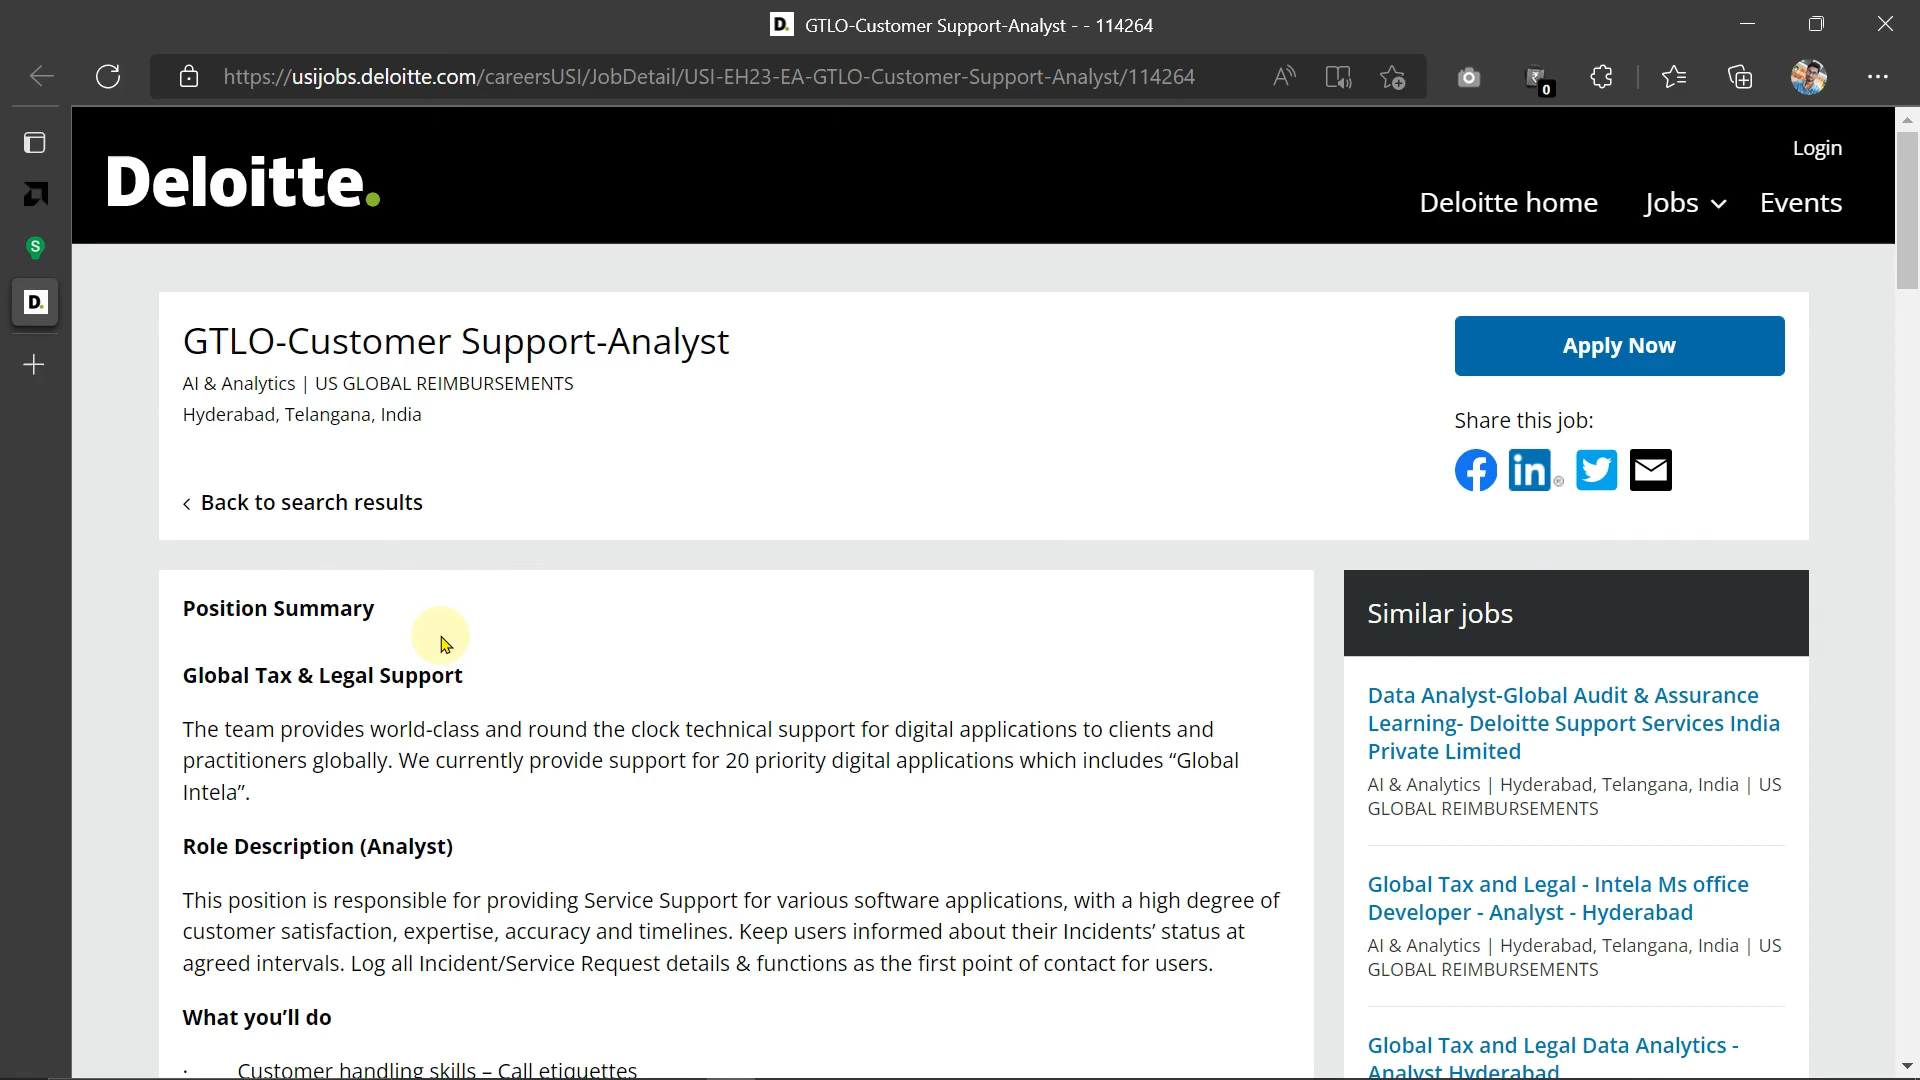 D. GTLO-Customer Support-Analyst - - 114264
https://usijobs.deloitte.com/careersUSI/JobDetail/USI-EH23-EA-GTLO-Customer-Support-Analyst/114264
0
S
D.
Deloitte.
Login
Deloitte home Jobs Events
GTLO-Customer Support-Analyst
AI & Analytics | US GLOBAL REIMBURSEMENTS
Hyderabad, Telangana, India
< Back to search results
Apply Now
Share this job:
Position Summary
Global Tax & Legal Support
The team provides world-class and round the clock technical support for digital applications to clients and
practitioners globally. We currently provide support for 20 priority digital applications which includes “Global
Intela”.
Role Description (Analyst)
This position is responsible for providing Service Support for various software applications, with a high degree of
customer satisfaction, expertise, accuracy and timelines. Keep users informed about their Incidents’ status at
agreed intervals. Log all Incident/Service Request details & functions as the first point of contact for users.
What you’ll do
· Customer handling skills – Call etiquettes
Similar jobs
Data Analyst-Global Audit & Assurance
Learning- Deloitte Support Services India
Private Limited
AI & Analytics | Hyderabad, Telangana, India | US
GLOBAL REIMBURSEMENTS
Global Tax and Legal - Intela Ms office
Developer - Analyst - Hyderabad
AI & Analytics | Hyderabad, Telangana, India | US
GLOBAL REIMBURSEMENTS
Global Tax and Legal Data Analytics -
Analyst Hyderabad